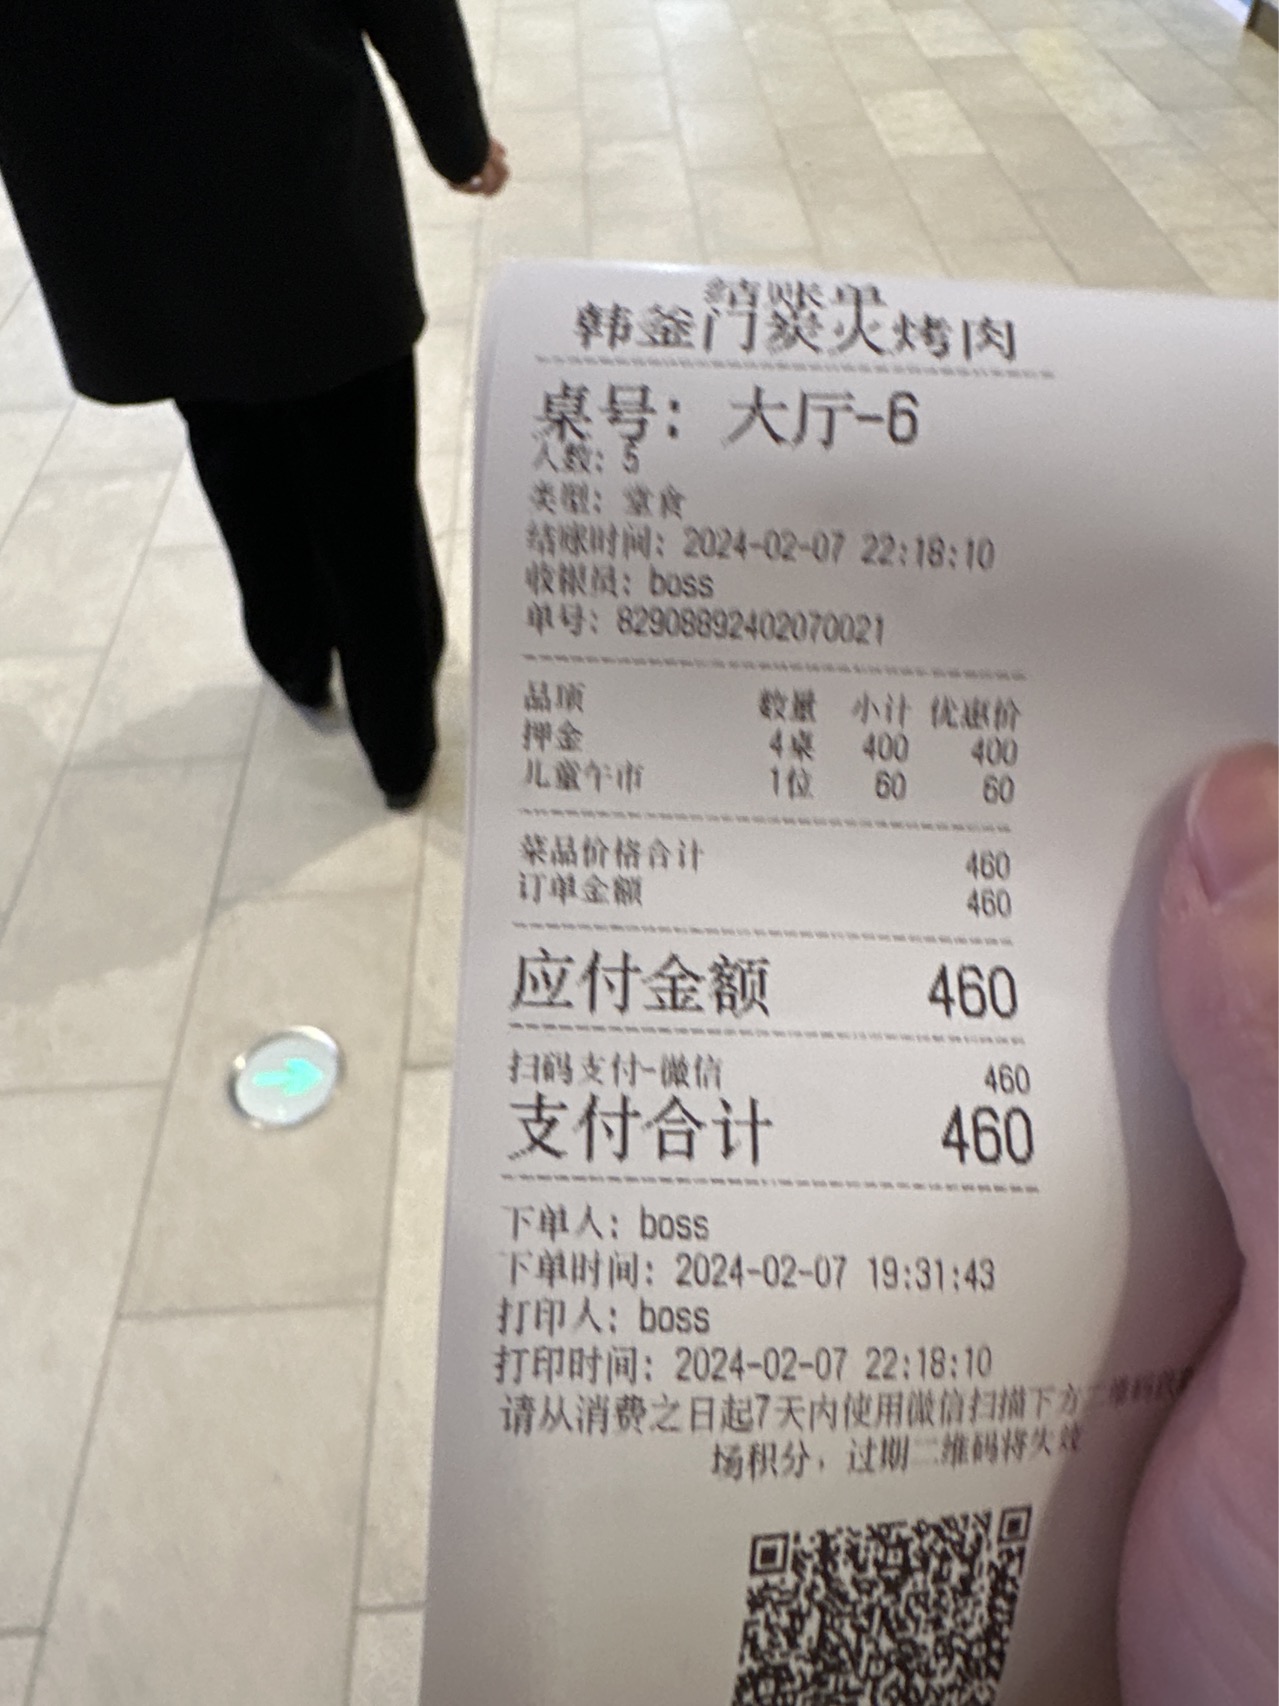 结账单
韩釜门炭火烤肉
桌号: 大厅-6
人数: 5
类型: 堂食
结账时间: 2024-02-07 22:18:10
收银员: boss
单号: 82908892402070021
品项 数量 小计 优惠价
押金 4桌 400 400
儿童午市 1位 60 60
菜品价格合计 460
订单金额 460
应付金额 460
扫码支付-微信 460
支付合计 460
下单人: boss
下单时间: 2024-02-07 19:31:43
打印人: boss
打印时间: 2024-02-07 22:18:10
请从消费之日起7天内使用微信扫描下方二维码
场积分，过期二维码将失效